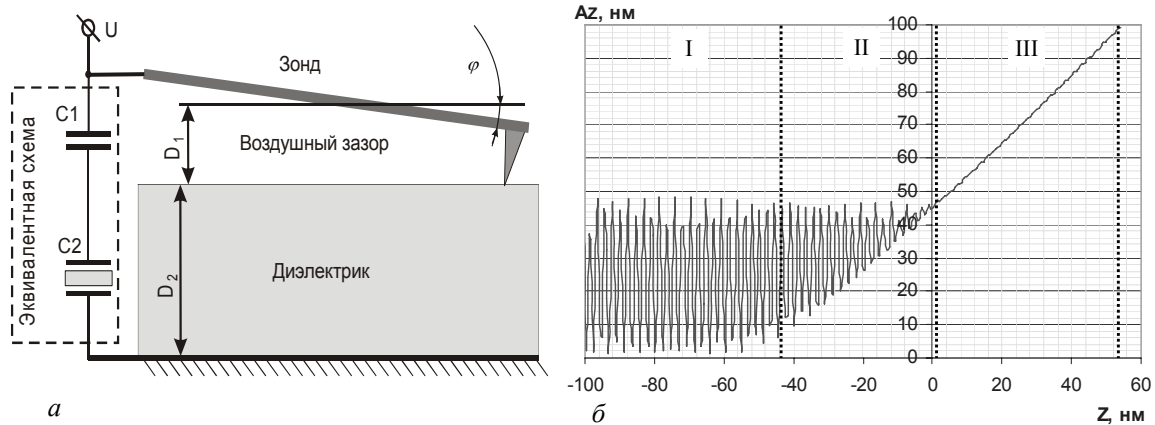 U
Зонд
φ
C1
D1
Воздушный зазор
Эквивалентная схема
C2
D2
Диэлектрик
а
Az, нм
I
II
III
100
90
80
70
60
50
40
30
20
10
0
-100 -80 -60 -40 -20 0 20 40 60
б
Z, нм